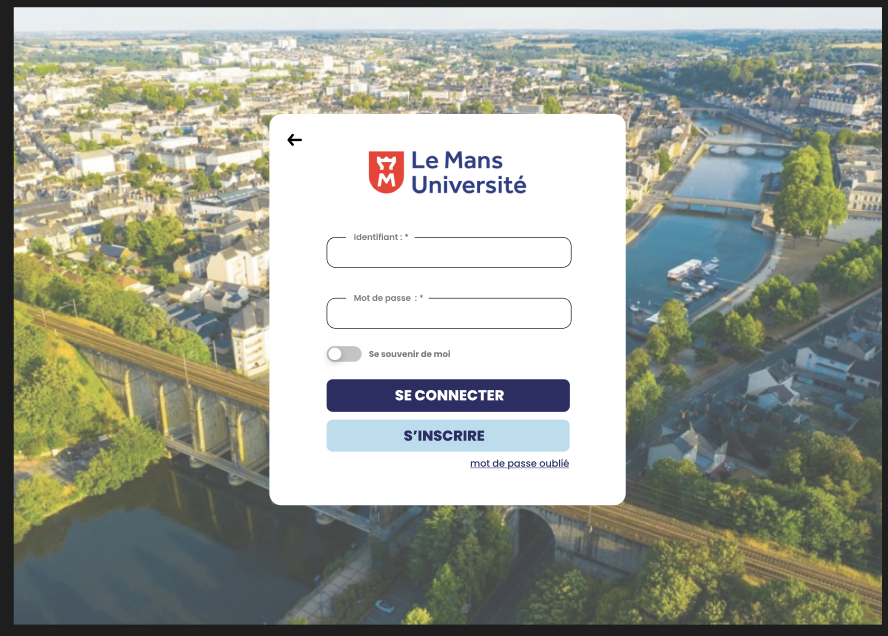 Le Mans
Université
Identifiant : *
Mot de passe : *
Se souvenir de moi
SE CONNECTER
S’INSCRIRE
mot de passe oublié